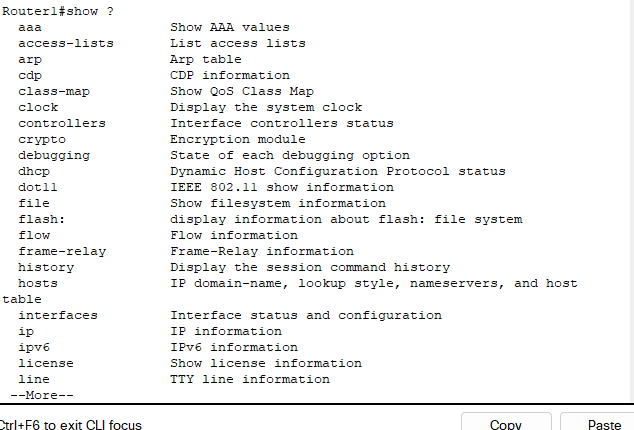 Router1#show ?
aaa Show AAA values
access-lists List access lists
arp Arp table
cdp CDP information
class-map Show QoS Class Map
clock Display the system clock
controllers Interface controllers status
crypto Encryption module
debugging State of each debugging option
dhcp Dynamic Host Configuration Protocol status
dot11 IEEE 802.11 show information
file Show filesystem information
flash: display information about flash: file system
flow Flow information
frame-relay Frame-Relay information
history Display the session command history
hosts IP domain-name, lookup style, nameservers, and host
table
interfaces Interface status and configuration
ip IP information
ipv6 IPv6 information
license Show license information
line TTY line information
--More--
Ctrl+F6 to exit CLI focus
Copy Paste